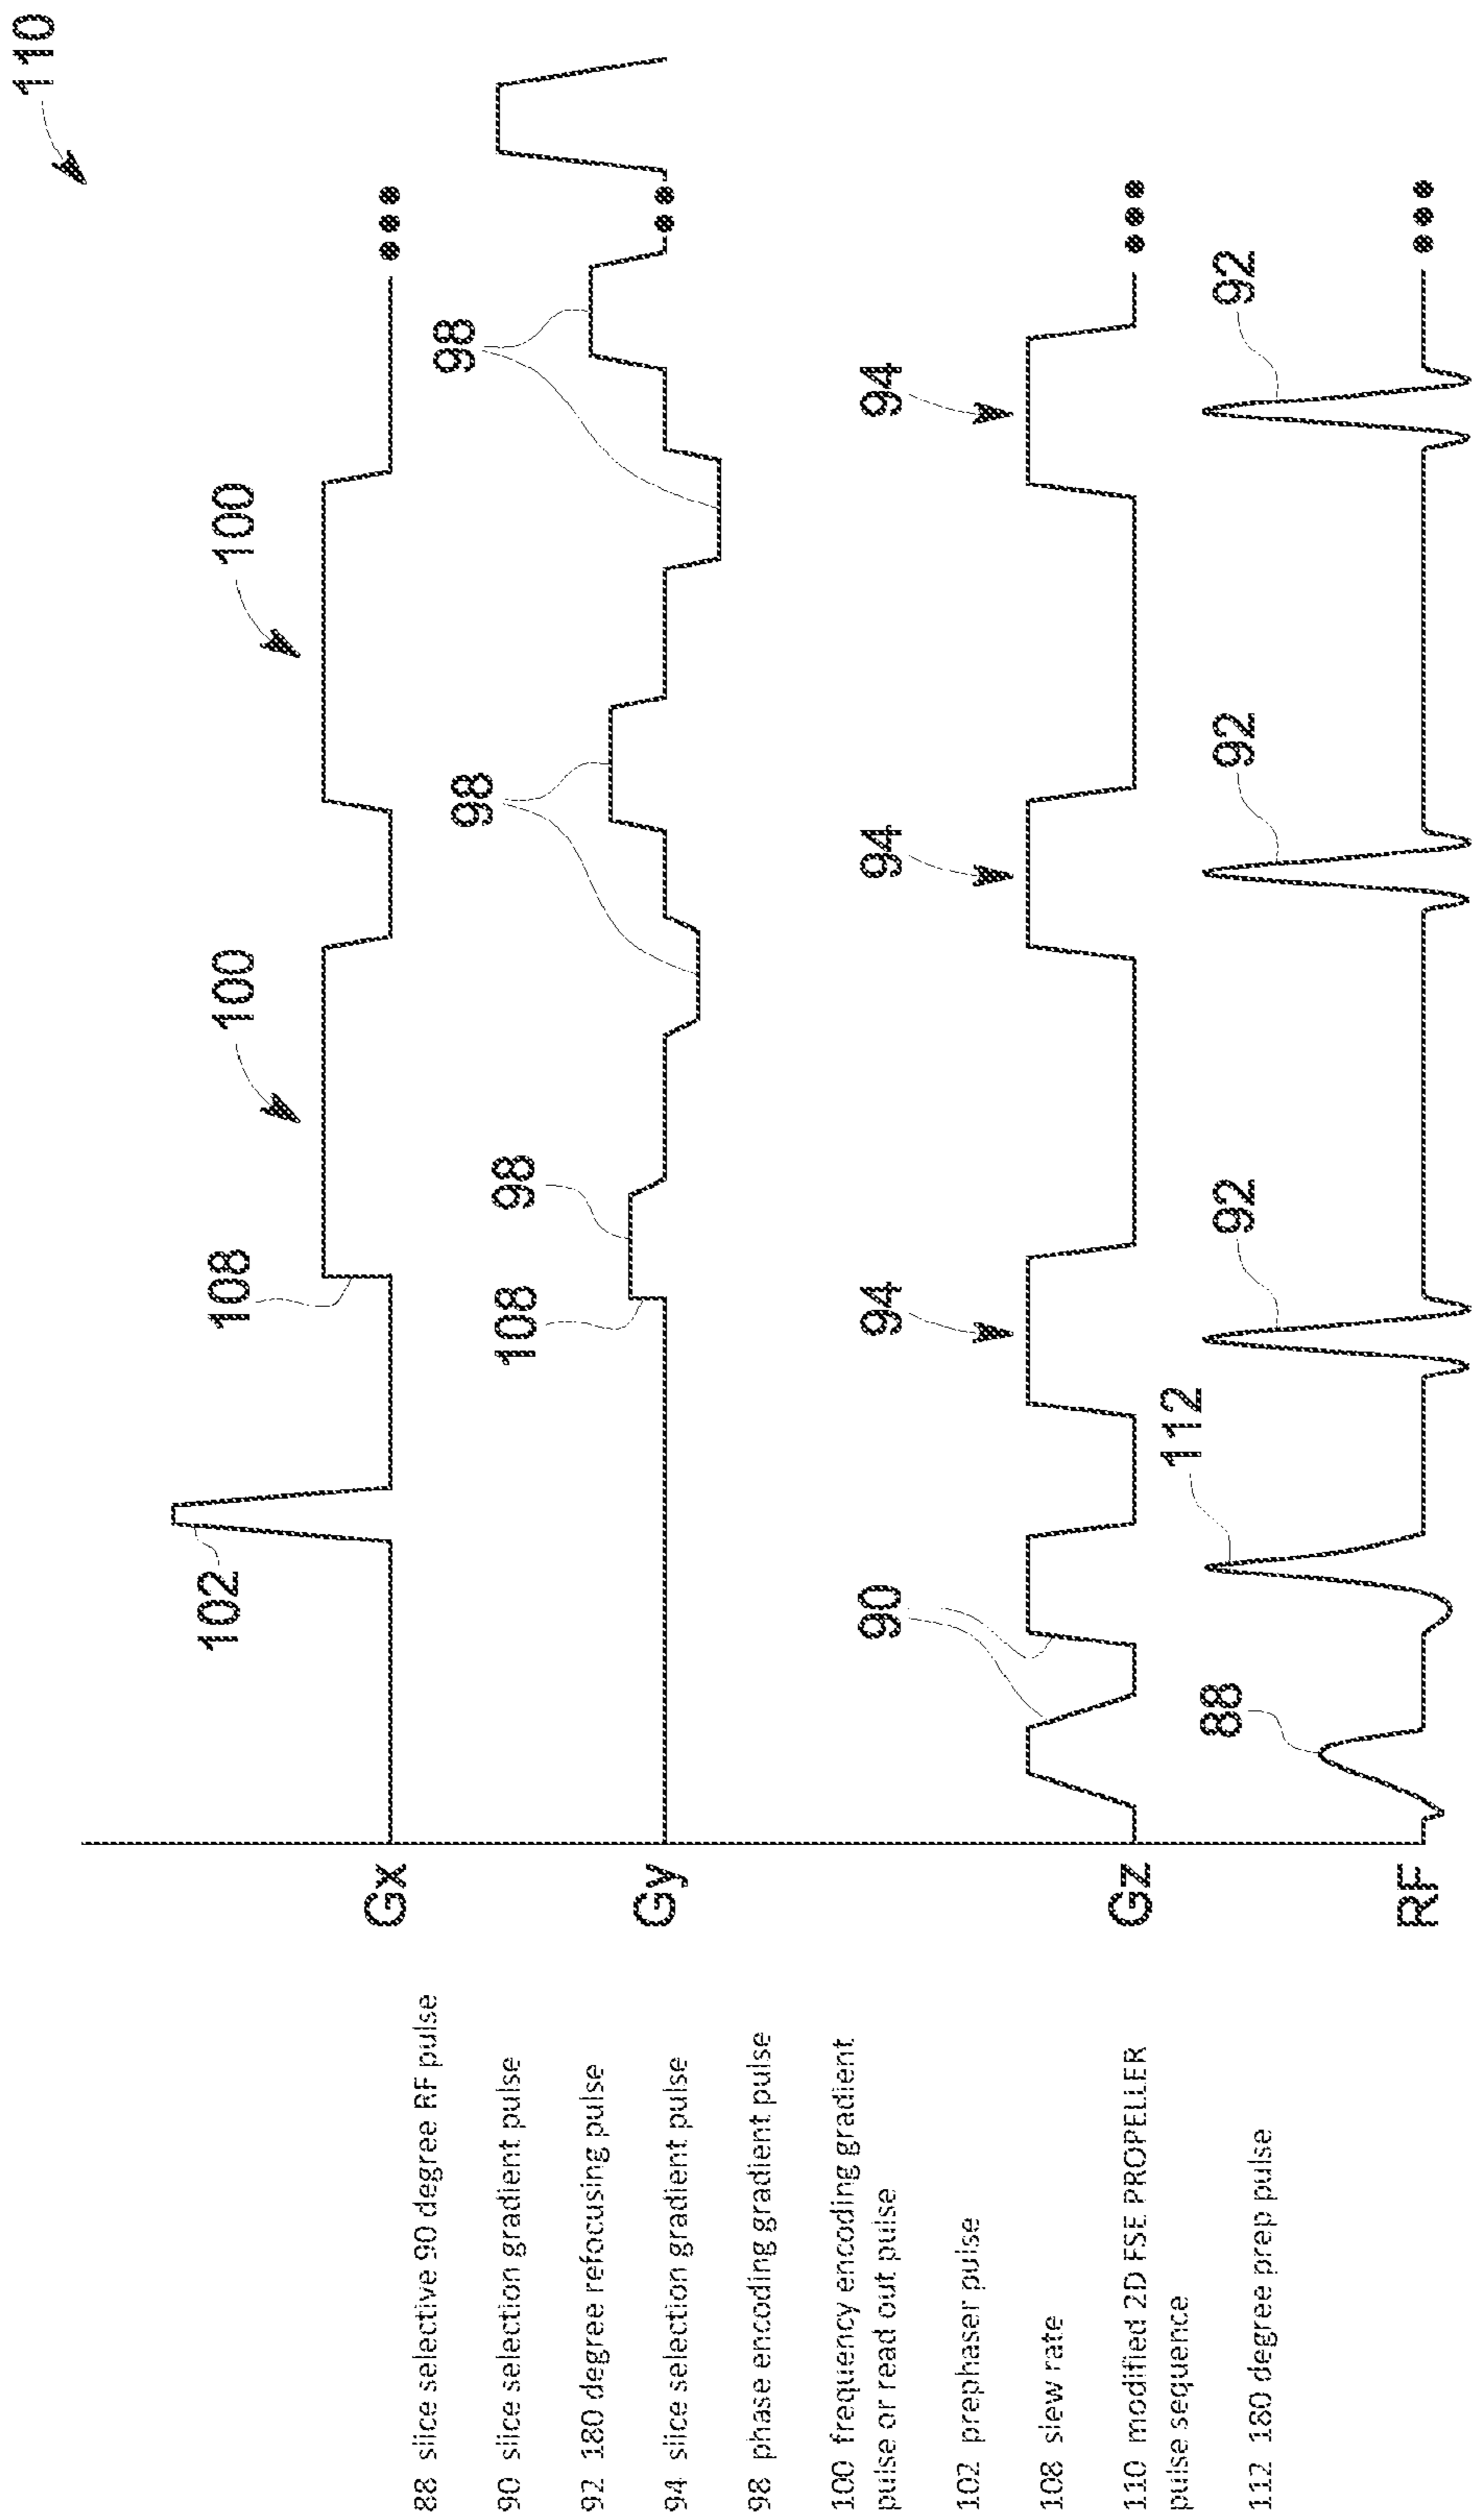 110
100
100
108
102
Gx
98
98
98
108
Gy
94
94
94
90
Gz
92
92
92
112
88
RF
88 slice selective 90 degree RF pulse
90 slice selection gradient pulse
92 180 degree refocusing pulse
94 slice selection gradient pulse
98 phase encoding gradient pulse
100 frequency encoding gradient
pulse or read out pulse
102 prephaser pulse
108 slew rate
110 modified 2D FSE PROPELLER
pulse sequence
112 180 degree prep pulse